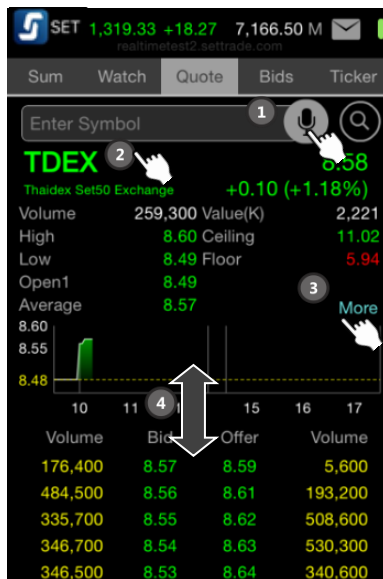 SET 1,319.33 +18.27 7,166.50 M
realtimetest2.settrade.com
Sum Watch Quote Bids Ticker
Enter Symbol 1
TDEX 2 8.58
Thaidex Set50 Exchange +0.10 (+1.18%)
Volume 259,300 Value(K) 2,221
High 8.60 Ceiling 11.02
Low 8.49 Floor 5.94
Open1 8.49
3
Average 8.57 More
8.60
8.55
8.48
10 11 4 15 16 17
Volume Bid Offer Volume
176,400 8.57 8.59 5,600
484,500 8.56 8.61 193,200
335,700 8.55 8.62 508,600
346,700 8.54 8.63 530,300
346,500 8.53 8.64 340,600